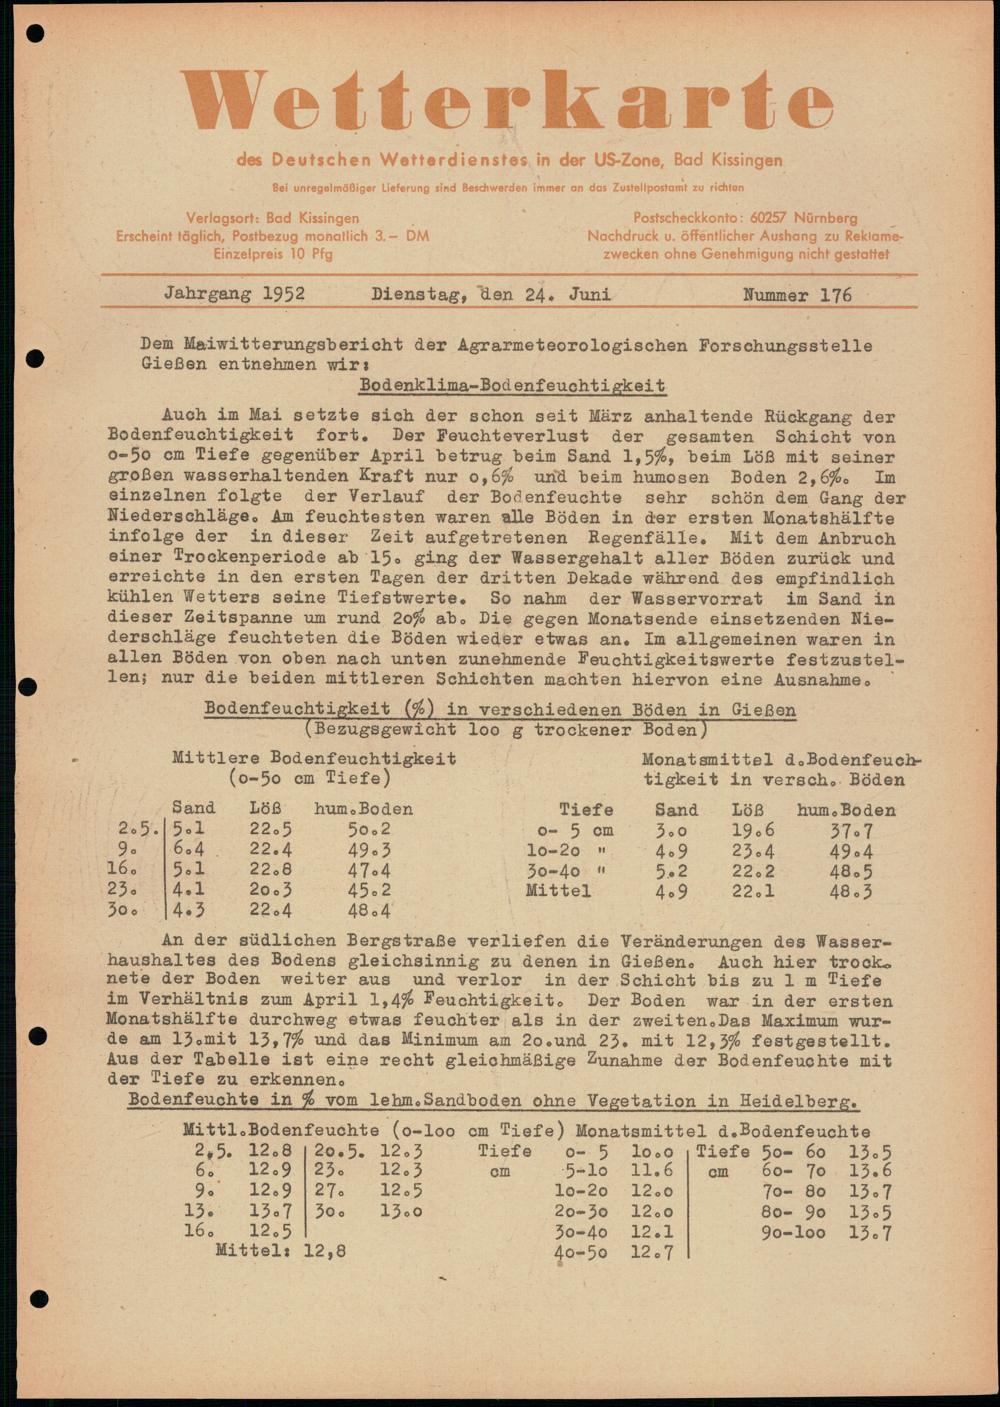 Wetterkarte
des Deutschen Wetterdienstes in der US-Zone, Bad Kissingen
Bei unregelmäßiger Lieferung sind Beschwerden immer an das Zustellpostamt zu richten
Verlagsort: Bad Kissingen
Erscheint täglich, Postbezug monatlich 3.– DM
Einzelpreis 10 Pfg
Postscheckkonto: 60257 Nürnberg
Nachdruck u. öffentlicher Aushang zu Reklame-
zwecken ohne Genehmigung nicht gestattet
Jahrgang 1952 Dienstag, den 24. Juni Nummer 176
Dem Maiwitterungsbericht der Agrarmeteorologischen Forschungsstelle
Gießen entnehmen wir:
Bodenklima-Bodenfeuchtigkeit
Auch im Mai setzte sich der schon seit März anhaltende Rückgang der
Bodenfeuchtigkeit fort. Der Feuchteverlust der gesamten Schicht von
o-5o cm Tiefe gegenüber April betrug beim Sand 1,5%, beim Löß mit seiner
großen wasserhaltenden Kraft nur o,6% und beim humosen Boden 2,6%. Im
einzelnen folgte der Verlauf der Bodenfeuchte sehr schön dem Gang der
Niederschläge. Am feuchtesten waren alle Böden in der ersten Monatshälfte
infolge der in dieser Zeit aufgetretenen Regenfälle. Mit dem Anbruch
einer Trockenperiode ab 15. ging der Wassergehalt aller Böden zurück und
erreichte in den ersten Tagen der dritten Dekade während des empfindlich
kühlen Wetters seine Tiefstwerte. So nahm der Wasservorrat im Sand in
dieser Zeitspanne um rund 2o% ab. Die gegen Monatsende einsetzenden Nie-
derschläge feuchteten die Böden wieder etwas an. Im allgemeinen waren in
allen Böden von oben nach unten zunehmende Feuchtigkeitswerte festzustel-
len; nur die beiden mittleren Schichten machten hiervon eine Ausnahme.
Bodenfeuchtigkeit (%) in verschiedenen Böden in Gießen
(Bezugsgewicht 1oo g trockener Boden)
Mittlere Bodenfeuchtigkeit
(o-5o cm Tiefe)
Sand Löß hum.Boden
2.5. 5.1 22.5 5o.2
9. 6.4 22.4 49.3
16. 5.1 22.8 47.4
23. 4.1 2o.3 45.2
3o. 4.3 22.4 48.4
Monatsmittel d.Bodenfeuch-
tigkeit in versch. Böden
Tiefe Sand Löß hum.Boden
o- 5 cm 3.o 19.6 37.7
1o-2o " 4.9 23.4 49.4
3o-4o " 5.2 22.2 48.5
Mittel 4.9 22.1 48.3
An der südlichen Bergstraße verliefen die Veränderungen des Wasser-
haushaltes des Bodens gleichsinnig zu denen in Gießen. Auch hier trock-
nete der Boden weiter aus und verlor in der Schicht bis zu 1 m Tiefe
im Verhältnis zum April 1,4% Feuchtigkeit. Der Boden war in der ersten
Monatshälfte durchweg etwas feuchter als in der zweiten.Das Maximum wur-
de am 13.mit 13,7% und das Minimum am 2o.und 23. mit 12,3% festgestellt.
Aus der Tabelle ist eine recht gleichmäßige Zunahme der Bodenfeuchte mit
der Tiefe zu erkennen.
Bodenfeuchte in % vom lehm.Sandboden ohne Vegetation in Heidelberg.
Mittl.Bodenfeuchte (o-1oo cm Tiefe) Monatsmittel d.Bodenfeuchte
2.5. 12.8 2o.5. 12.3 Tiefe o- 5 1o.o Tiefe 5o- 6o 13.5
6. 12.9 23. 12.3 cm 5-1o 11.6 cm 6o- 7o 13.6
9. 12.9 27. 12.5 1o-2o 12.o 7o- 8o 13.7
13. 13.7 3o. 13.o 2o-3o 12.o 8o- 9o 13.5
16. 12.5 3o-4o 12.1 9o-1oo 13.7
Mittel: 12,8 4o-5o 12.7